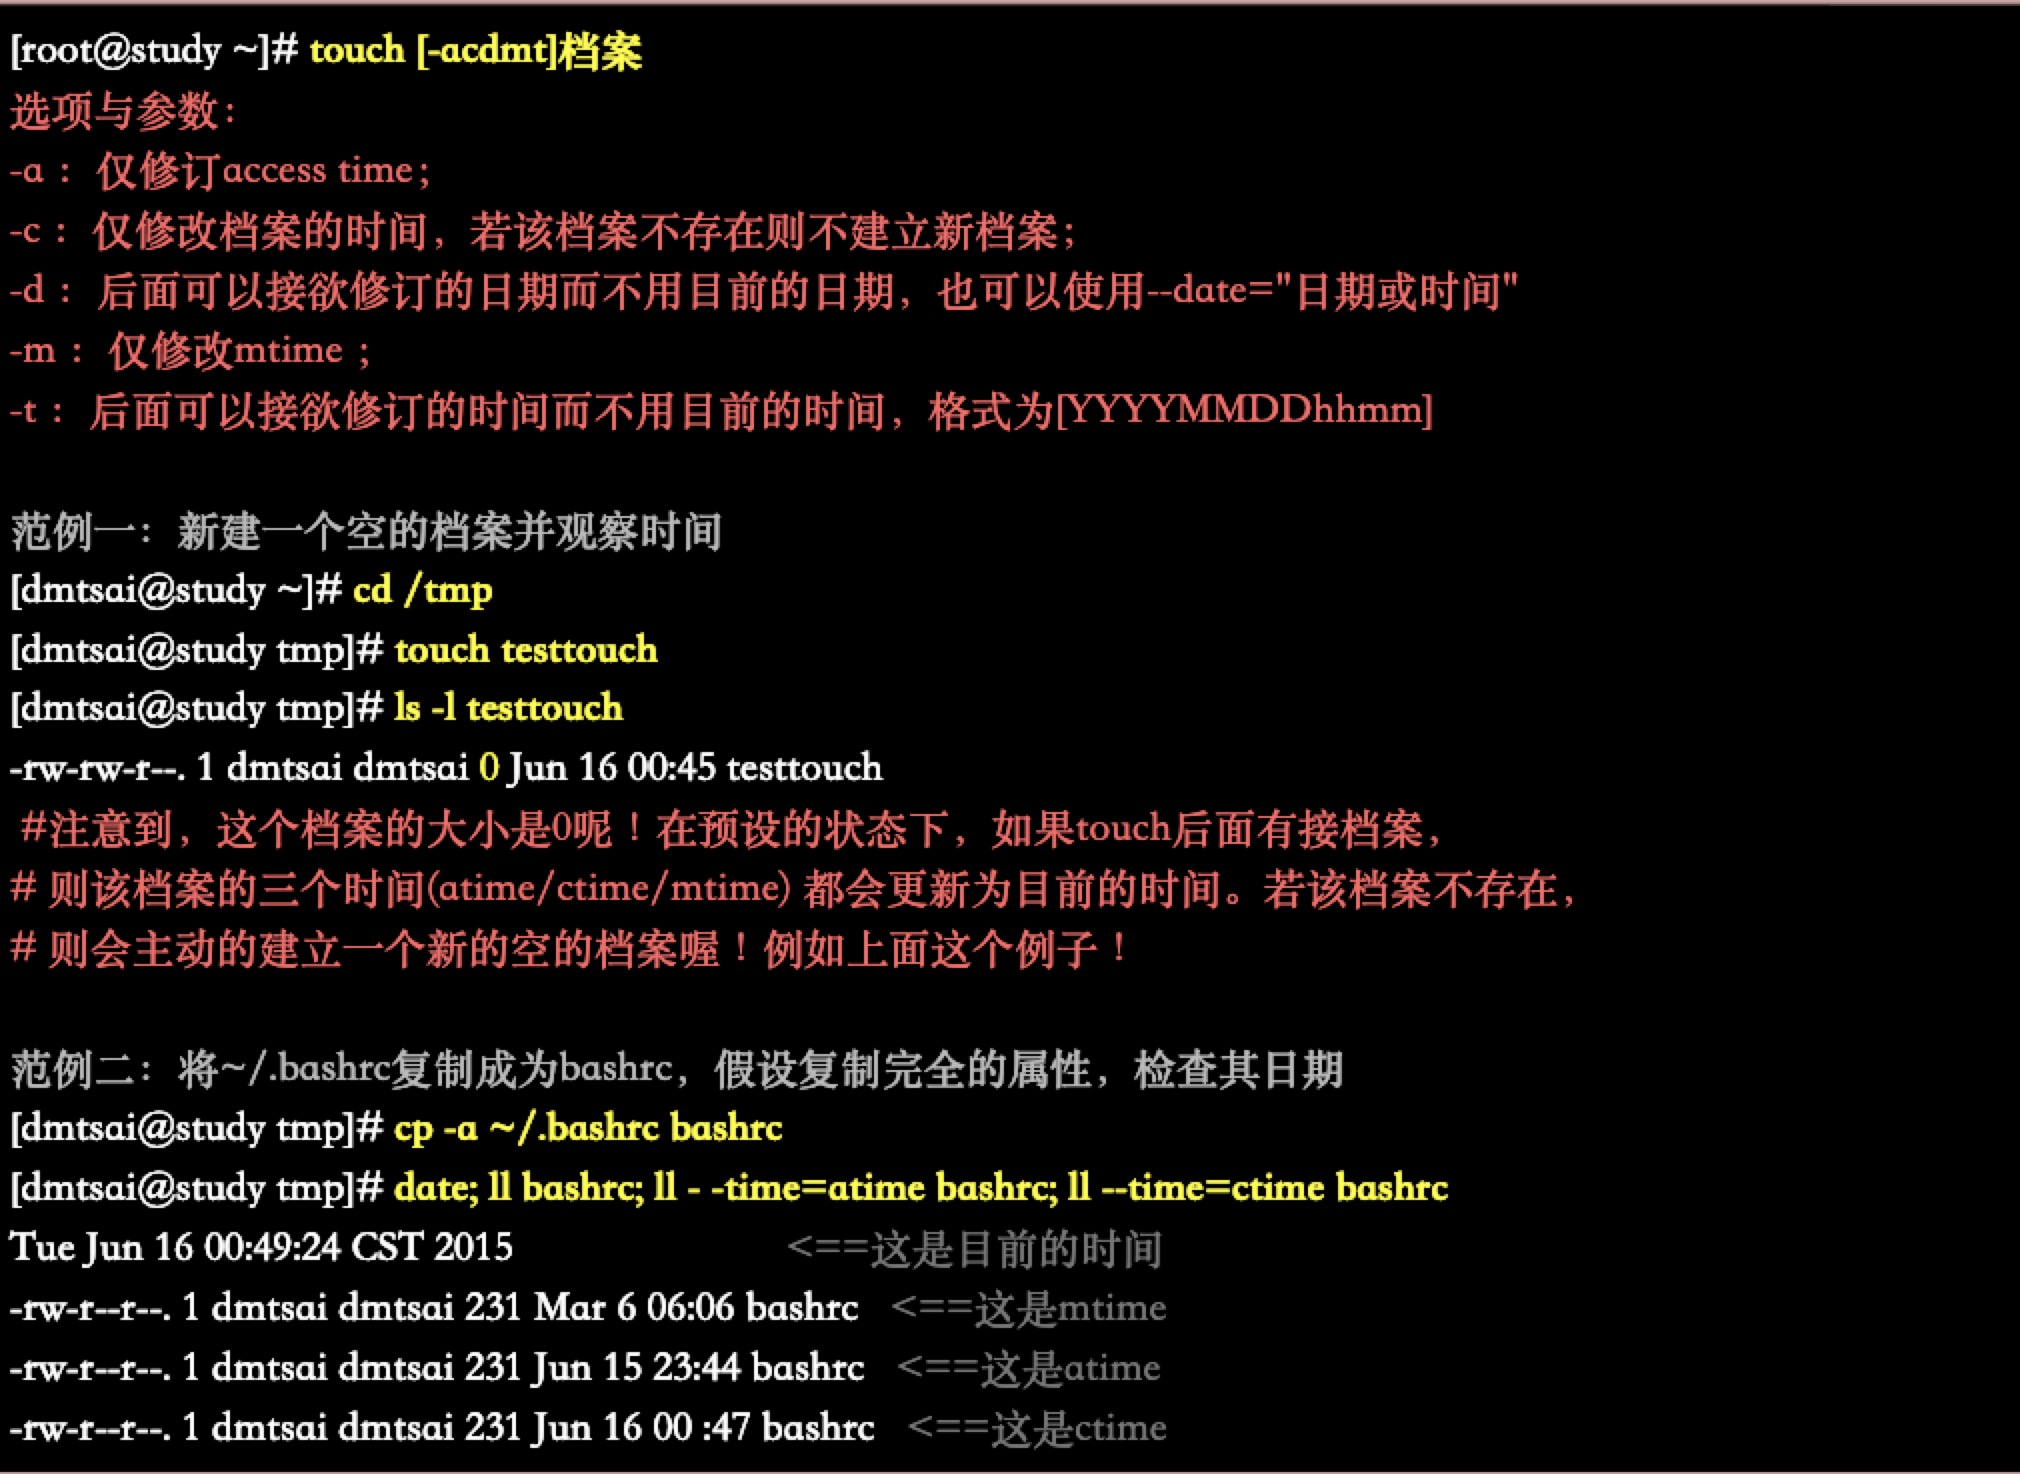 [root@study ~]# touch [-acdmt]档案
选项与参数：
-a ：仅修订access time；
-c ：仅修改档案的时间，若该档案不存在则不建立新档案；
-d ：后面可以接欲修订的日期而不用目前的日期，也可以使用--date="日期或时间"
-m ：仅修改mtime ；
-t ：后面可以接欲修订的时间而不用目前的时间，格式为[YYYYMMDDhhmm]
范例一：新建一个空的档案并观察时间
[dmtsai@study ~]# cd /tmp
[dmtsai@study tmp]# touch testtouch
[dmtsai@study tmp]# ls -l testtouch
-rw-rw-r--. 1 dmtsai dmtsai 0 Jun 16 00:45 testtouch
#注意到，这个档案的大小是0呢！在预设的状态下，如果touch后面有接档案，
# 则该档案的三个时间(atime/ctime/mtime) 都会更新为目前的时间。若该档案不存在，
# 则会主动的建立一个新的空的档案喔！例如上面这个例子！
范例二：将~/.bashrc复制成为bashrc，假设复制完全的属性，检查其日期
[dmtsai@study tmp]# cp -a ~/.bashrc bashrc
[dmtsai@study tmp]# date; ll bashrc; ll - -time=atime bashrc; ll --time=ctime bashrc
Tue Jun 16 00:49:24 CST 2015 <==这是目前的时间
-rw-r--r--. 1 dmtsai dmtsai 231 Mar 6 06:06 bashrc <==这是mtime
-rw-r--r--. 1 dmtsai dmtsai 231 Jun 15 23:44 bashrc <==这是atime
-rw-r--r--. 1 dmtsai dmtsai 231 Jun 16 00 :47 bashrc <==这是ctime